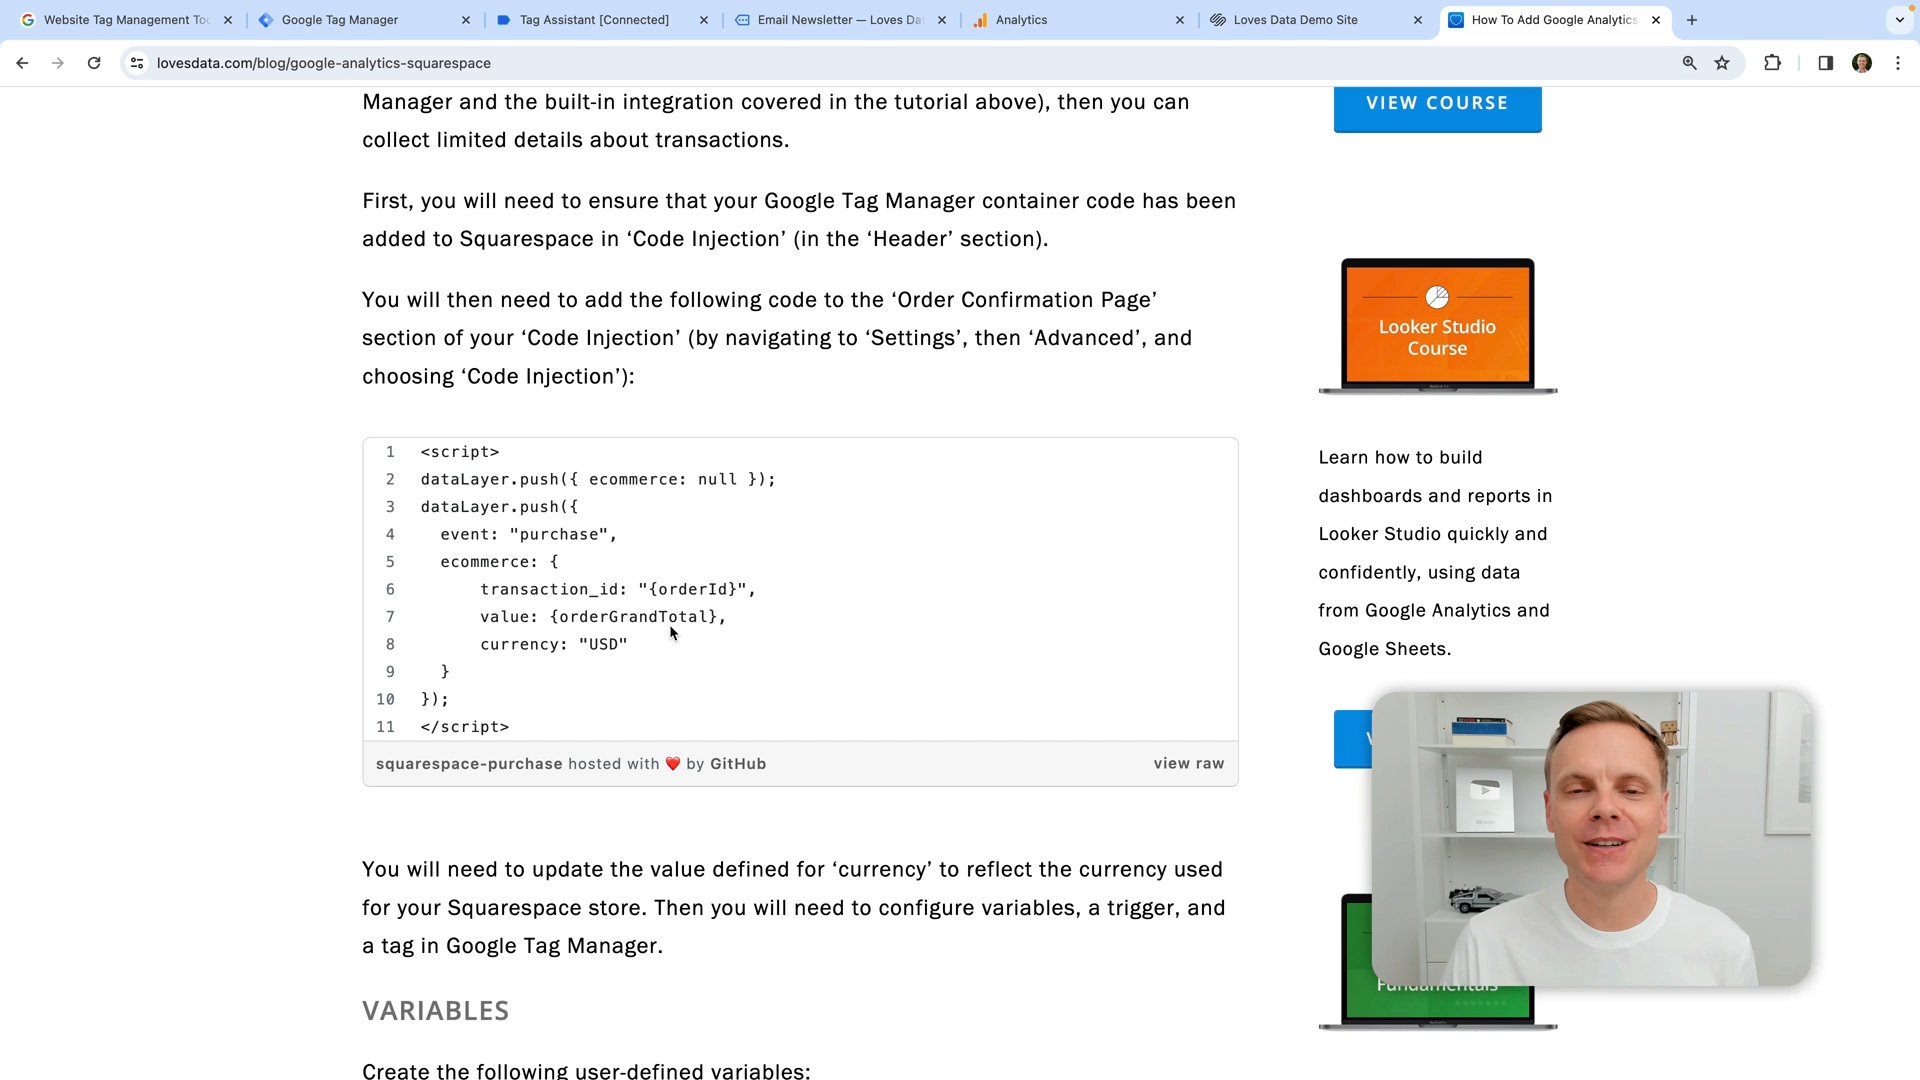 Website Tag Management Too
Google Tag Manager
Tag Assistant [Connected]
Email Newsletter — Loves Da
Analytics
Loves Data Demo Site
How To Add Google Analytics
lovesdata.com/blog/google-analytics-squarespace
Manager and the built-in integration covered in the tutorial above), then you can
collect limited details about transactions.
First, you will need to ensure that your Google Tag Manager container code has been
added to Squarespace in ‘Code Injection’ (in the ‘Header’ section).
You will then need to add the following code to the ‘Order Confirmation Page’
section of your ‘Code Injection’ (by navigating to ‘Settings’, then ‘Advanced’, and
choosing ‘Code Injection’):
1 <script>
2 dataLayer.push({ ecommerce: null });
3 dataLayer.push({
4 event: "purchase",
5 ecommerce: {
6 transaction_id: "{orderId}",
7 value: {orderGrandTotal},
8 currency: "USD"
9 }
10 });
11 </script>
squarespace-purchase hosted with ❤ by GitHub
view raw
You will need to update the value defined for ‘currency’ to reflect the currency used
for your Squarespace store. Then you will need to configure variables, a trigger, and
a tag in Google Tag Manager.
VARIABLES
Create the following user-defined variables:
VIEW COURSE
Looker Studio
Course
Learn how to build
dashboards and reports in
Looker Studio quickly and
confidently, using data
from Google Analytics and
Google Sheets.
Fundamentals